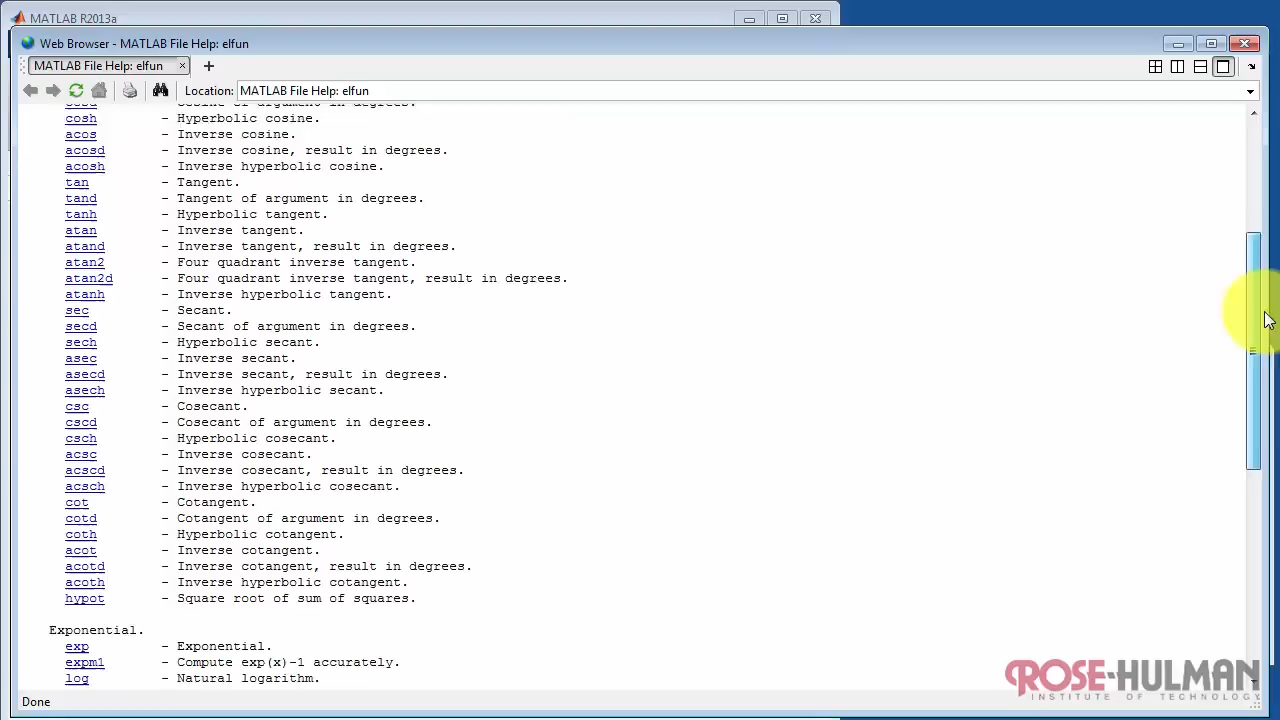 MATLAB R2013a
Web Browser - MATLAB File Help: elfun
MATLAB File Help: elfun
Location: MATLAB File Help: elfun
cosd - Cosine of argument in degrees.
cosh - Hyperbolic cosine.
acos - Inverse cosine.
acosd - Inverse cosine, result in degrees.
acosh - Inverse hyperbolic cosine.
tan - Tangent.
tand - Tangent of argument in degrees.
tanh - Hyperbolic tangent.
atan - Inverse tangent.
atand - Inverse tangent, result in degrees.
atan2 - Four quadrant inverse tangent.
atan2d - Four quadrant inverse tangent, result in degrees.
atanh - Inverse hyperbolic tangent.
sec - Secant.
secd - Secant of argument in degrees.
sech - Hyperbolic secant.
asec - Inverse secant.
asecd - Inverse secant, result in degrees.
asech - Inverse hyperbolic secant.
csc - Cosecant.
cscd - Cosecant of argument in degrees.
csch - Hyperbolic cosecant.
acsc - Inverse cosecant.
acscd - Inverse cosecant, result in degrees.
acsch - Inverse hyperbolic cosecant.
cot - Cotangent.
cotd - Cotangent of argument in degrees.
coth - Hyperbolic cotangent.
acot - Inverse cotangent.
acotd - Inverse cotangent, result in degrees.
acoth - Inverse hyperbolic cotangent.
hypot - Square root of sum of squares.
Exponential.
exp - Exponential.
expm1 - Compute exp(x)-1 accurately.
log - Natural logarithm.
Done
ROSE-HULMAN
INSTITUTE OF TECHNOLOGY